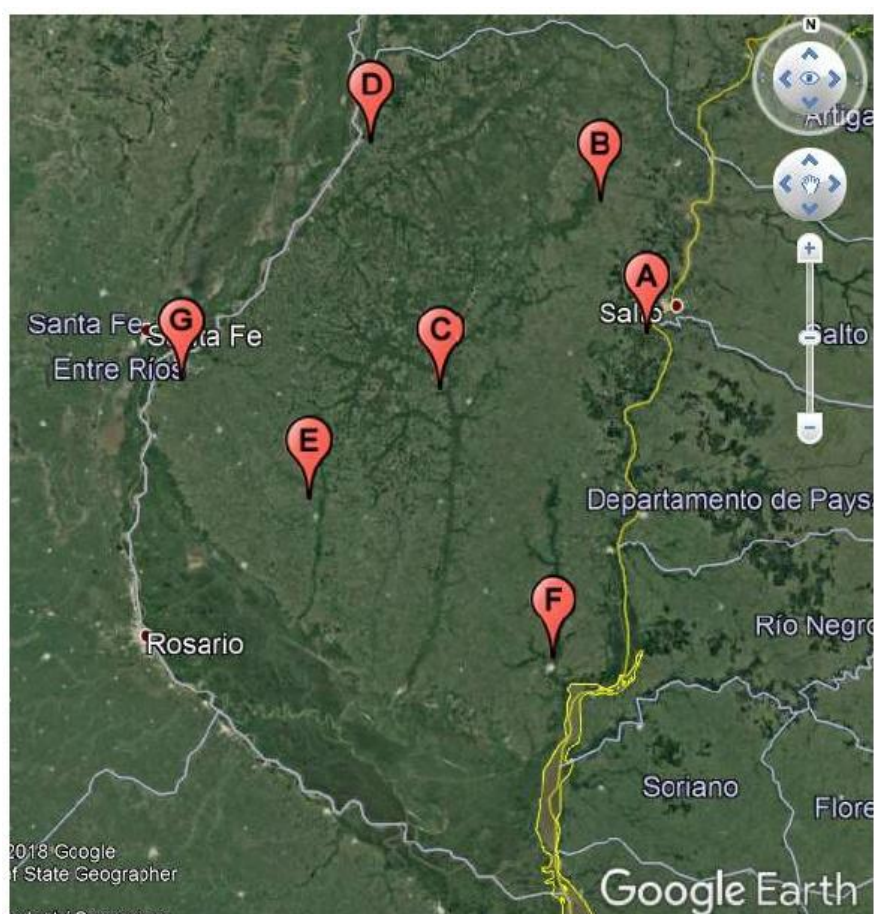 N
D
Artiga
B
A
Salto
Santa Fe
G
Santa Fe
C
Salto
Entre Ríos
E
Departamento de Pays
F
Río Negro
Rosario
Soriano
Flore
2018 Google
of State Geographer
Google Earth